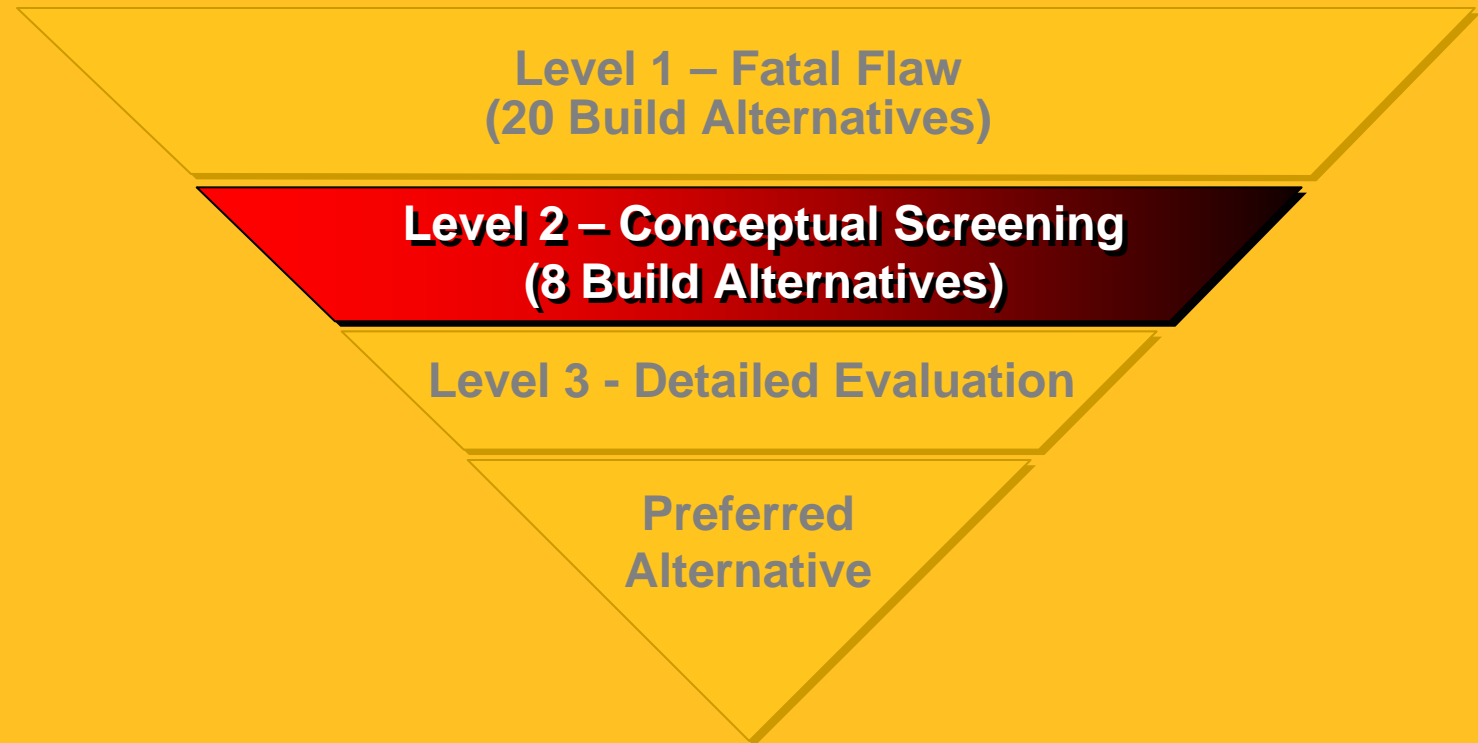 Level 1 – Fatal Flaw
(20 Build Alternatives)
Level 2 – Conceptual Screening
(8 Build Alternatives)
Level 3 - Detailed Evaluation
Preferred
Alternative